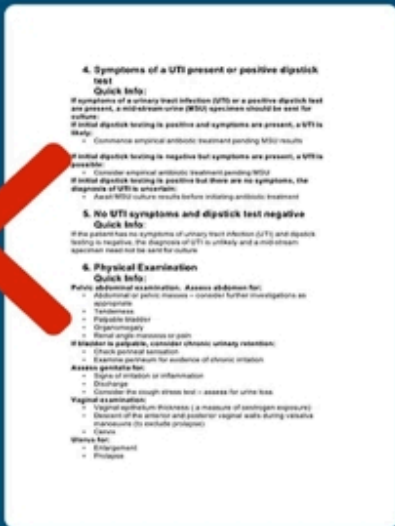 4. Symptoms of a UTI present or positive dipstick
test
Quick Info:
If symptoms of a urinary tract infection (UTI) or a positive dipstick test
are present, a mid-stream urine (MSU) specimen should be sent for
culture:
If initial dipstick testing is positive and symptoms are present, a UTI is
likely:
• Commence empirical antibiotic treatment pending MSU results
If initial dipstick testing is negative but symptoms are present, a UTI is
possible:
• Consider empirical antibiotic treatment pending MSU
If initial dipstick testing is positive but there are no symptoms, the
diagnosis of UTI is uncertain:
• Await MSU culture results before initiating antibiotic treatment
5. No UTI symptoms and dipstick test negative
Quick Info:
If the patient has no symptoms of urinary tract infection (UTI) and dipstick
testing is negative, the diagnosis of UTI is unlikely and a mid-stream
specimen need not be sent for culture
6. Physical Examination
Quick Info:
Pelvic abdominal examination. Assess abdomen for:
• Abdominal or pelvic masses – consider further investigations as
appropriate
• Tenderness
• Palpable bladder
• Organomegaly
• Renal angle masses or pain
If bladder is palpable, consider chronic urinary retention:
• Check perineal sensation
• Examine perineum for evidence of chronic irritation
Assess genitalia for:
• Signs of irritation or inflammation
• Discharge
• Consider the cough stress test – assess for urine loss
Vaginal examination:
• Vaginal epithelium thickness ( a measure of oestrogen exposure)
• Descent of the anterior and posterior vaginal walls during valsalva
manoeuvre (to exclude prolapse)
• Cervix
Uterus for:
• Enlargement
• Prolapse